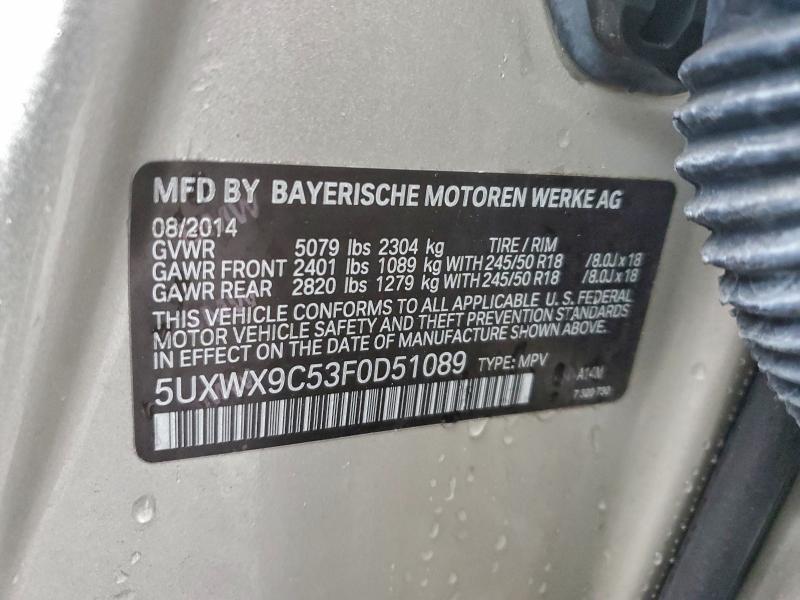 MFD BY BAYERISCHE MOTOREN WERKE AG
08/2014
GVWR 5079 lbs 2304 kg TIRE / RIM
GAWR FRONT 2401 lbs 1089 kg WITH 245/50 R18 /8.0J x 18
GAWR REAR 2820 lbs 1279 kg WITH 245/50 R18 /8.0J x 18
THIS VEHICLE CONFORMS TO ALL APPLICABLE U.S. FEDERAL
MOTOR VEHICLE SAFETY AND THEFT PREVENTION STANDARDS
IN EFFECT ON THE DATE OF MANUFACTURE SHOWN ABOVE.
5UXWX9C53F0D51089 TYPE: MPV A14M